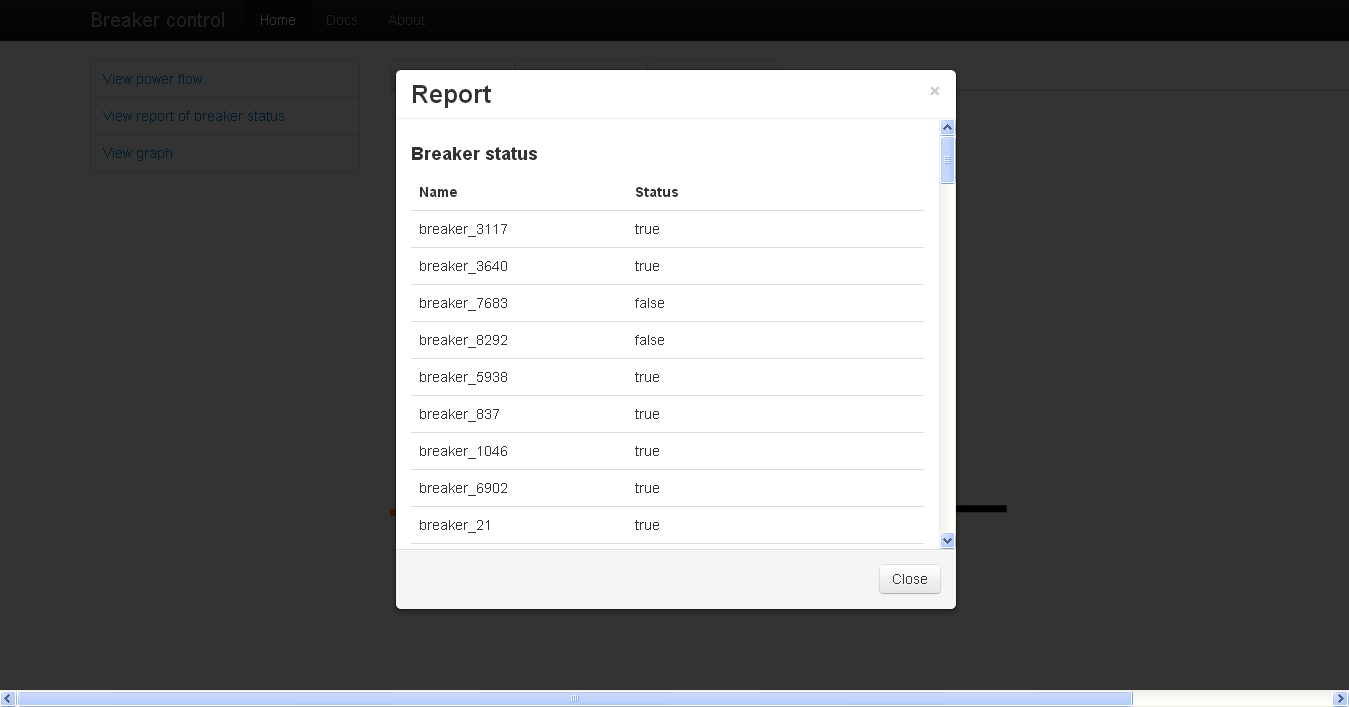 Breaker control Home Docs About
View power flow
View report of breaker status
View graph
Report ×
Breaker status
Name Status
breaker_3117 true
breaker_3640 true
breaker_7683 false
breaker_8292 false
breaker_5938 true
breaker_837 true
breaker_1046 true
breaker_6902 true
breaker_21 true
Close